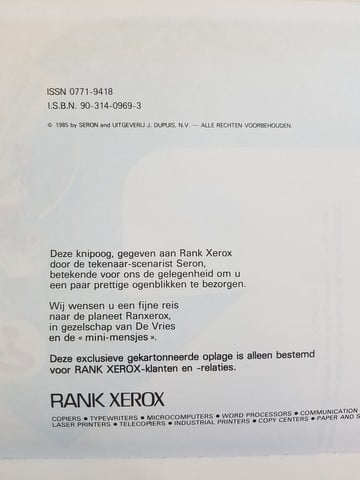 ISSN 0771-9418
I.S.B.N. 90-314-0969-3
© 1985 by SERON and UITGEVERIJ J. DUPUIS, N.V. — ALLE RECHTEN VOORBEHOUDEN.
Deze knipoog, gegeven aan Rank Xerox
door de tekenaar-scenarist Seron,
betekende voor ons de gelegenheid om u
een paar prettige ogenblikken te bezorgen.
Wij wensen u een fijne reis
naar de planeet Ranxerox,
in gezelschap van De Vries
en de « mini-mensjes ».
Deze exclusieve gekartonneerde oplage is alleen bestemd
voor RANK XEROX-klanten en -relaties.
RANK XEROX
COPIERS ● TYPEWRITERS ● MICROCOMPUTERS ● WORD PROCESSORS ● COMMUNICATION
LASER PRINTERS ● TELECOPIERS ● INDUSTRIAL PRINTERS ● COPY CENTERS ● PAPER AND